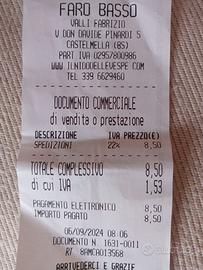 FARO BASSO
VALLI FABRIZIO
V DON DAVIDE PINARDI 5
CASTELMELLA (BS)
PART IVA 02957800986
WWW.ILNIDODELLEVESPE.COM
TEL 339 6629460
DOCUMENTO COMMERCIALE
di vendita o prestazione
DESCRIZIONE IVA PREZZO(€)
SPEDIZIONI 22% 8,50
TOTALE COMPLESSIVO 8,50
di cui IVA 1,53
PAGAMENTO ELETTRONICO 8,50
IMPORTO PAGATO 8,50
06/09/2024 08:06
DOCUMENTO N. 1631-0011
RT 8AMCA013568
ARRIVEDERCI E GRAZIE
subito